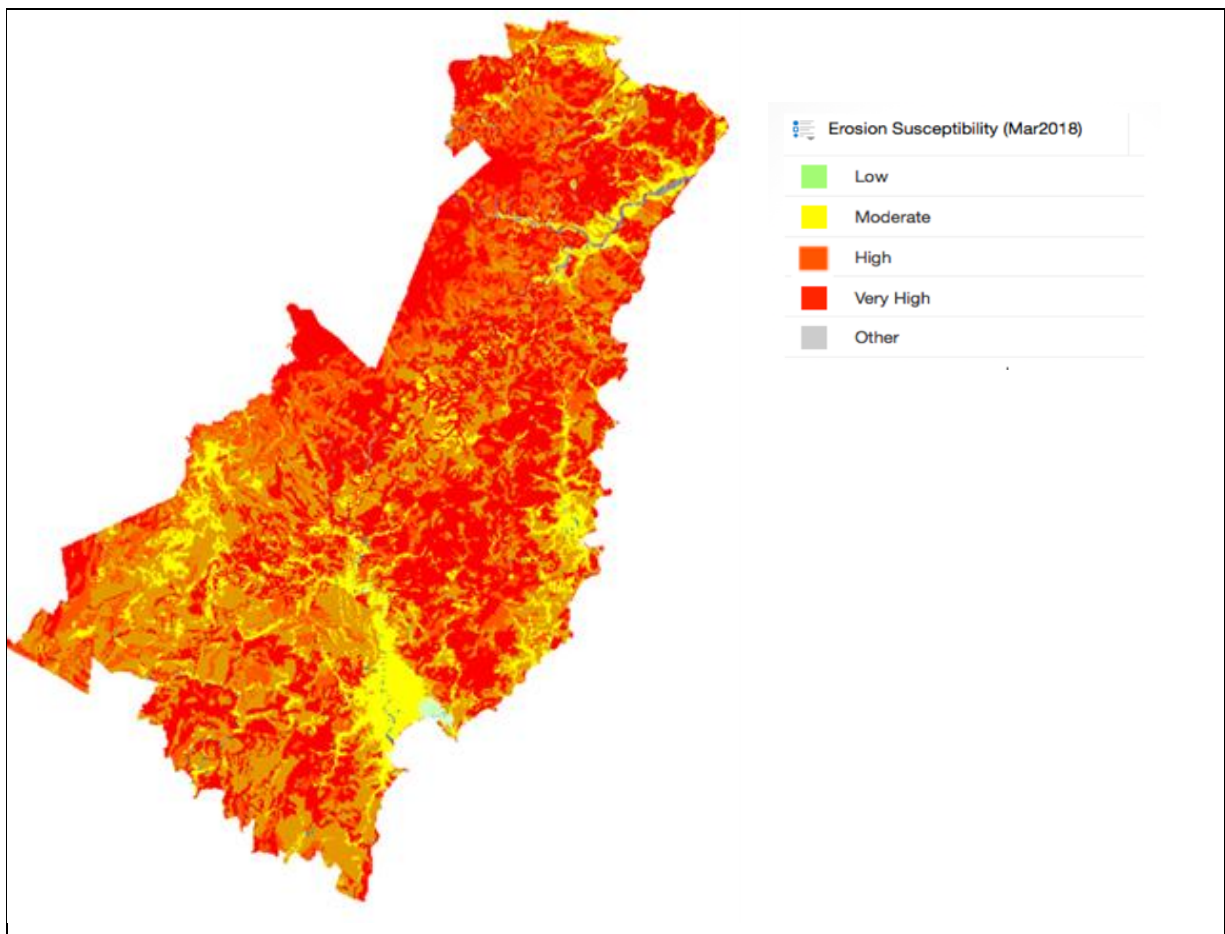 Erosion Susceptibility (Mar2018)
Low
Moderate
High
Very High
Other